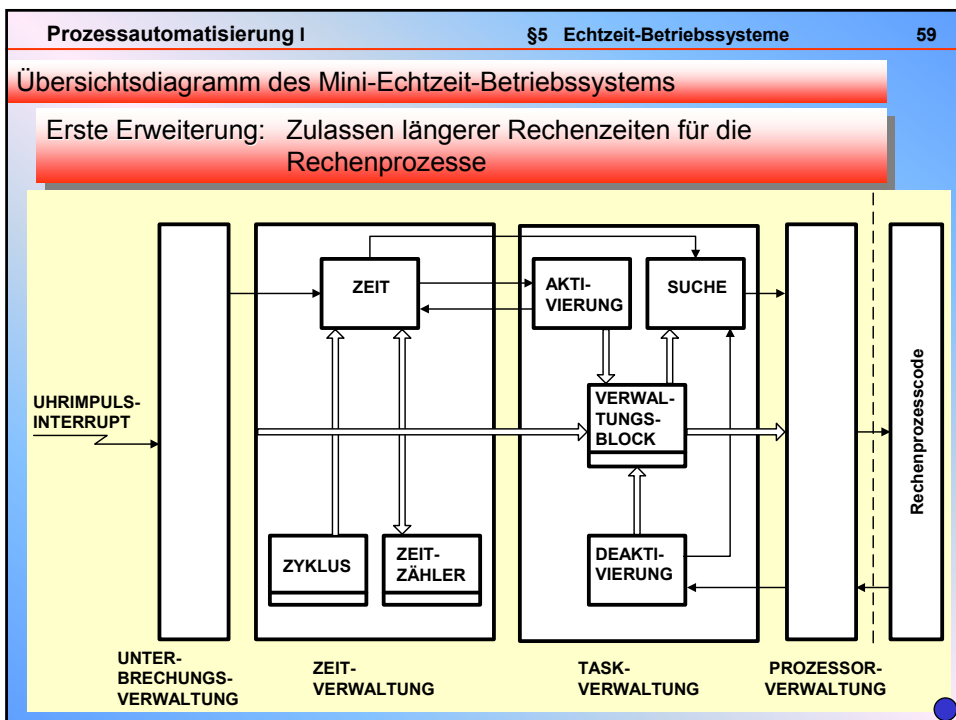 Prozessautomatisierung I §5 Echtzeit-Betriebssysteme 59
Übersichtsdiagramm des Mini-Echtzeit-Betriebssystems
Erste Erweiterung: Zulassen längerer Rechenzeiten für die
Rechenprozesse
ZEIT
AKTI-
VIERUNG
SUCHE
UHRIMPULS-
INTERRUPT
VERWAL-
TUNGS-
BLOCK
Rechenprozesscode
ZYKLUS
ZEIT-
ZÄHLER
DEAKTI-
VIERUNG
UNTER-
BRECHUNGS-
VERWALTUNG
ZEIT-
VERWALTUNG
TASK-
VERWALTUNG
PROZESSOR-
VERWALTUNG